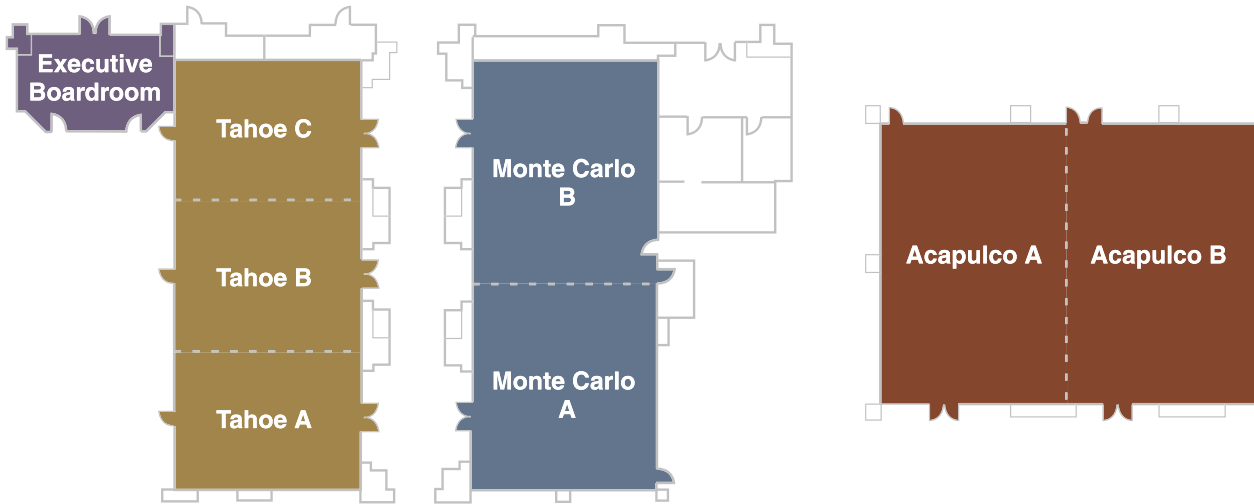 Executive
Boardroom
Tahoe C
Tahoe B
Tahoe A
Monte Carlo
B
Monte Carlo
A
Acapulco A
Acapulco B